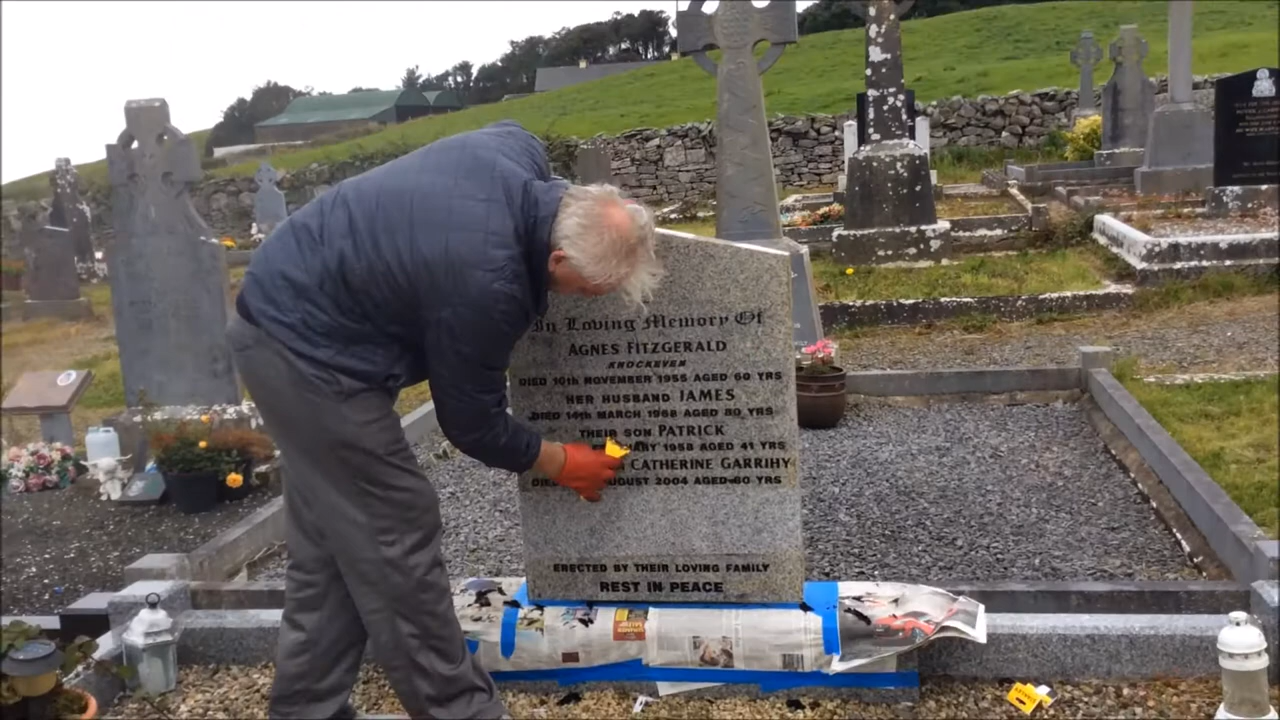 In Loving Memory Of
AGNES FITZGERALD
KNOCKEVEN
DIED 10TH NOVEMBER 1955 AGED 60 YRS
HER HUSBAND JAMES
DIED 14TH MARCH 1968 AGED 80 YRS
THEIR SON PATRICK
1958 AGED 41 YRS
CATHERINE GARRIHY
AUGUST 2004 AGED 60 YRS
ERECTED BY THEIR LOVING FAMILY
REST IN PEACE